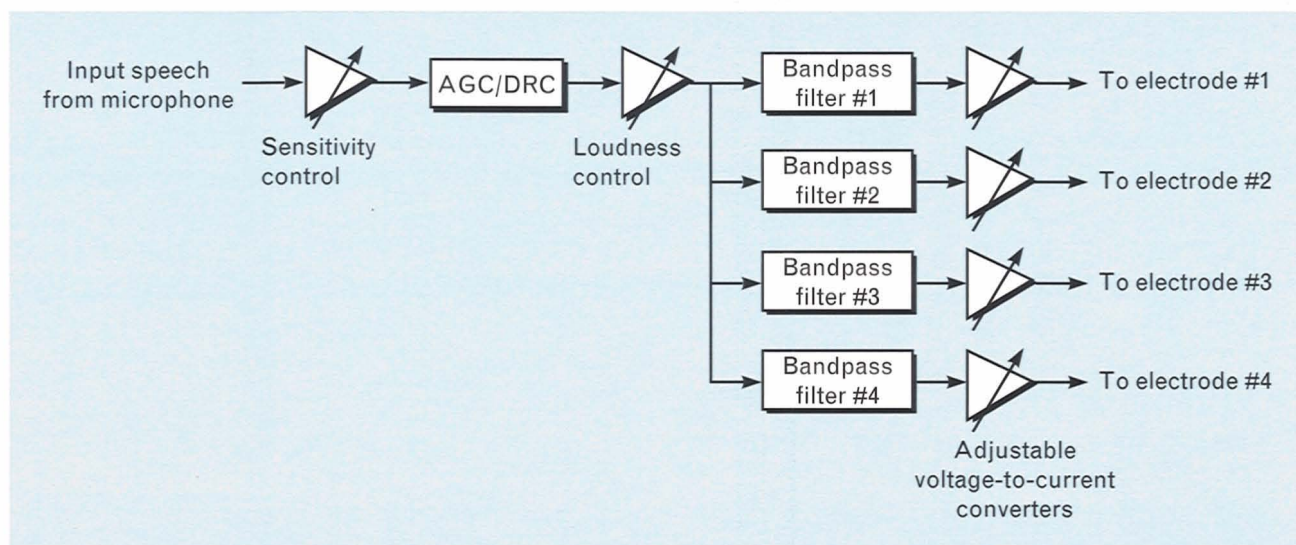 Input speech
from microphone
Sensitivity
control
AGC/DRC
Loudness
control
Bandpass
filter #1
To electrode #1
Bandpass
filter #2
To electrode #2
Bandpass
filter #3
To electrode #3
Bandpass
filter #4
To electrode #4
Adjustable
voltage-to-current
converters